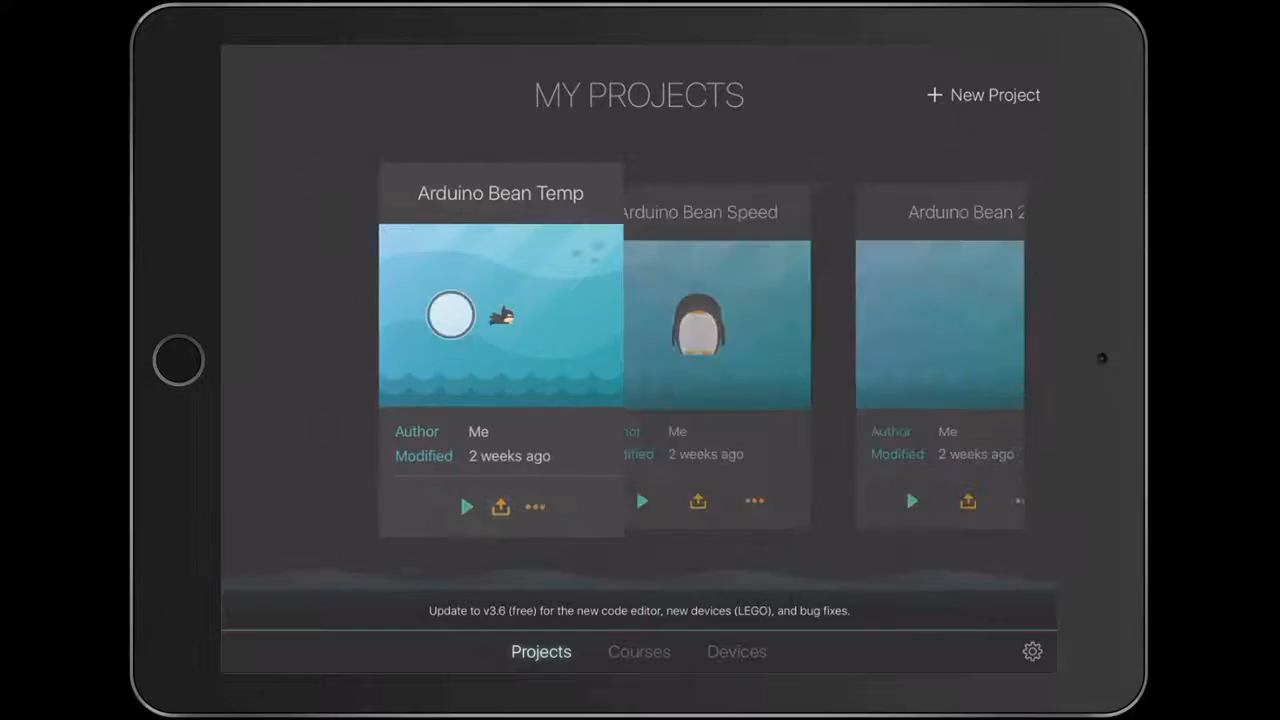 MY PROJECTS
+ New Project
Arduino Bean Temp
Arduino Bean Speed
Arduino Bean 2
Author Me
Modified 2 weeks ago
Me
2 weeks ago
Author Me
Modified 2 weeks ago
Update to v3.6 (free) for the new code editor, new devices (LEGO), and bug fixes.
Projects
Courses
Devices